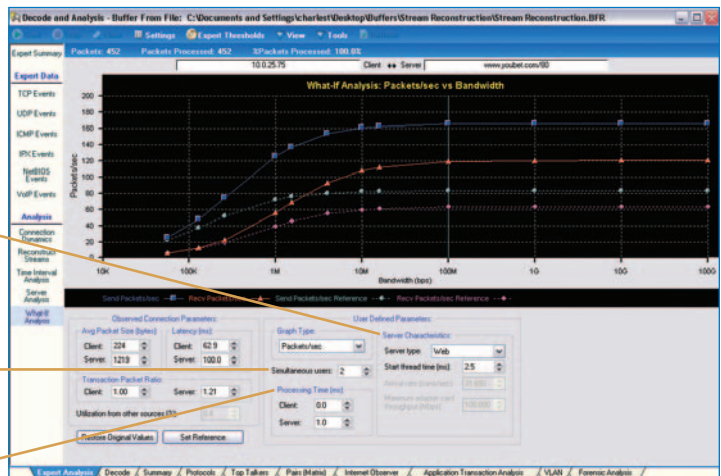 Decode and Analysis - Buffer From File: C:\Documents and Settings\charlest\Desktop\Buffers\Stream Reconstruction\Stream Reconstruction.BFR
Settings Expert Thresholds View Tools
Expert Summary
Packets: 452 Packets Processed: 452 %Packets Processed: 100.0%
10.0.25.75 Client Server www.youbet.com/80
Expert Data
TCP Events
UDP Events
ICMP Events
IPX Events
NetBIOS Events
VoIP Events
Analysis
Connection Dynamics
Reconstruct Streams
Time Interval Analysis
Server Analysis
What-If Analysis
What-If Analysis: Packets/sec vs Bandwidth
Packets/sec
200
180
160
140
120
100
80
60
40
20
0
10K 100K 1M 10M 100M 1G 10G 100G
Bandwidth (bps)
Send Packets/sec Recv Packets/sec Send Packets/sec Reference Recv Packets/sec Reference
Observed Connection Parameters:
Avg Packet Size (bytes): Latency (ms):
Client: 224 Client: 62.9
Server: 1219 Server: 100.0
Transaction Packet Ratio:
Client: 1.00 Server: 1.21
Utilization from other sources (%):
Restore Original Values Set Reference
User Defined Parameters:
Graph Type:
Packets/sec
Simultaneous users: 2
Processing Time (ms):
Client: 0.0
Server: 1.0
Server Characteristics:
Server type: Web
Start thread time (ms): 2.5
Maximum adapter card throughput (Mbps): 100.000
Expert Analysis Decode Summary Protocols Top Talkers Pairs (Matrix) Internet Observer Application Transaction Analysis VLAN Forensic Analysis